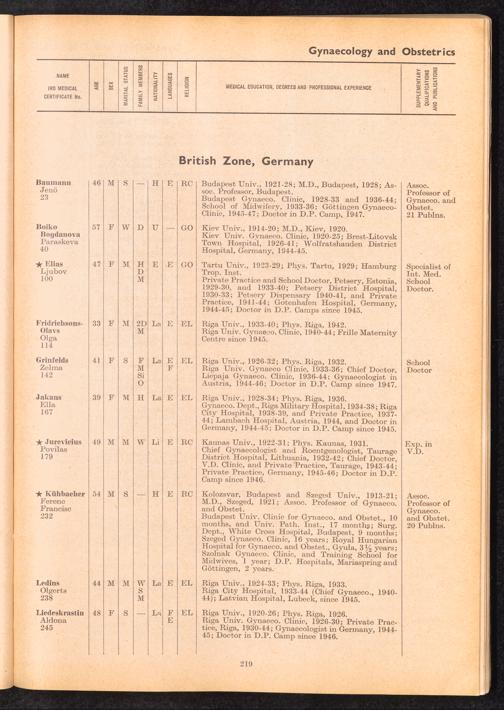 Gynaecology and Obstetrics
NAME
IRO MEDICAL
CERTIFICATE No.
AGE
SEX
MARITAL STATUS
FAMILY MEMBERS
NATIONALITY
LANGUAGES
RELIGION
MEDICAL EDUCATION, DEGREES AND PROFESSIONAL EXPERIENCE
SUPPLEMENTARY
QUALIFICATIONS
AND PUBLICATIONS
British Zone, Germany
Baumann 46 M S — H E RC Budapest Univ., 1921-28; M.D., Budapest, 1928; As- Assoc.
Jenö soc. Professor, Budapest. Professor of
23 Budapest Gynaeco. Clinic, 1928-33 and 1936-44; Gynaeco. and
School of Midwifery, 1933-36; Göttingen Gynaeco- Obstet.
Clinic, 1945-47; Doctor in D.P. Camp, 1947. 21 Publns.
Boiko 57 F W D U — GO Kiev Univ., 1914-20; M.D., Kiev, 1920.
Bogdanova Kiev Univ. Gynaeco. Clinic, 1920-25; Brest-Litovsk
Paraskeva Town Hospital, 1926-41; Wolfratshausen District
40 Hospital, Germany, 1944-45.
★ Elias 47 F M H E E GO Tartu Univ., 1923-29; Phys. Tartu, 1929; Hamburg Specialist of
Ljubov D Trop. Inst. Int. Med.
100 M Private and School Doctor, Petsery, Estonia, School
1929-30, and 1933-40; Petsery District Hospital, Doctor.
1930-33; Petsery Dispensary 1940-41, and Private
Practice, 1941-44; Gotenhafen Hospital, Germany,
1944-45; Doctor in D.P. Camps since 1945.
Fridrichsons- 33 F M 2D La E EL Riga Univ., 1933-40; Phys. Riga, 1942.
Olavs M Riga Univ. Gynaeco. Clinic, 1940-44; Frille Maternity
Olga Centre since 1945.
114
Grinfelds 41 F S F La E EL Riga Univ., 1926-32; Phys. Riga, 1932. School
Zelma M F Riga Univ. Gynaeco Clinic, 1933-36; Chief Doctor, Doctor
142 Si Liepaja Gynaeco. Clinic, 1936-44; Gynaecologist in
O Austria, 1944-46; Doctor in D.P. Camp since 1947.
Jakans 39 F M H La E EL Riga Univ., 1928-34; Phys. Riga, 1936.
Ella Gynaeco. Dept., Riga Military Hospital, 1934-38; Riga
167 City Hospital, 1938-39, and Private Practice, 1937-
44; Lambach Hospital, Austria, 1944, and Doctor in
Germany, 1944-45; Doctor in D.P. Camp since 1945.
★ Jurevicius 49 M M W Li E RC Kaunas Univ., 1922-31; Phys. Kaunas, 1931. Exp. in
Povilas Chief Gynaecologist and Roentgenologist, Taurage V.D.
179 District Hospital, Lithuania, 1932-42; Chief Doctor,
V.D. Clinic, and Private Practice, Taurage, 1943-44;
Private Practice, Germany, 1945-46; Doctor in D.P.
Camp since 1946.
★ Kühbacher 54 M S — H E RC Kolozsvar, Budapest and Szeged Univ., 1913-21; Assoc.
Ferenc M.D., Szeged, 1921; Assoc. Professor of Gynaeco. Professor of
Francisc and Obstet. Gynaeco.
232 Budapest Univ. Clinic for Gynaeco. and Obstet., 10 and Obstet.
months, and Univ. Path. Inst., 17 months; Surg. 20 Publns.
Dept., White Cross Hospital, Budapest, 9 months;
Szeged Gynaeco. Clinic, 16 years; Royal Hungarian
Hospital for Gynaeco. and Obstet., Gyula, 3½ years;
Szolnak Gynaeco. Clinic, and Training School for
Midwives, 1 year; D.P. Hospitals, Mariaspring and
Göttingen, 2 years.
Ledins 44 M M W La E EL Riga Univ., 1924-33; Phys. Riga, 1933.
Olgerts S Riga City Hospital, 1933-44 (Chief Gynaeco., 1940-
238 M 44); Latvian Hospital, Lubeck, since 1945.
Liedeskrastin 48 F S — La F EL Riga Univ., 1920-26; Phys. Riga, 1926.
Aldona E Riga Univ. Gynaeco. Clinic, 1926-30; Private Prac-
245 tice, Riga, 1930-44; Gynaecologist in Germany, 1944-
45; Doctor in D.P. Camp since 1946.
219